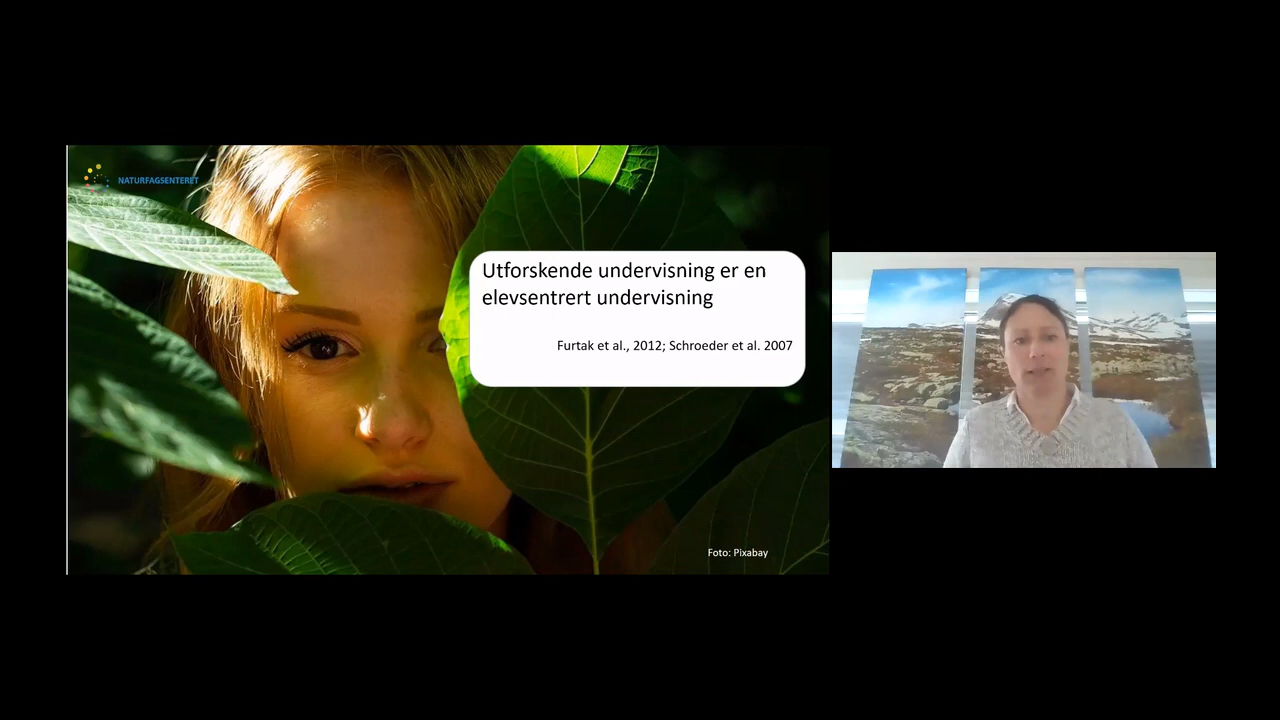 NATURFAGSENTERET
Utforskende undervisning er en
elevsentrert undervisning
Furtak et al., 2012; Schroeder et al. 2007
Foto: Pixabay